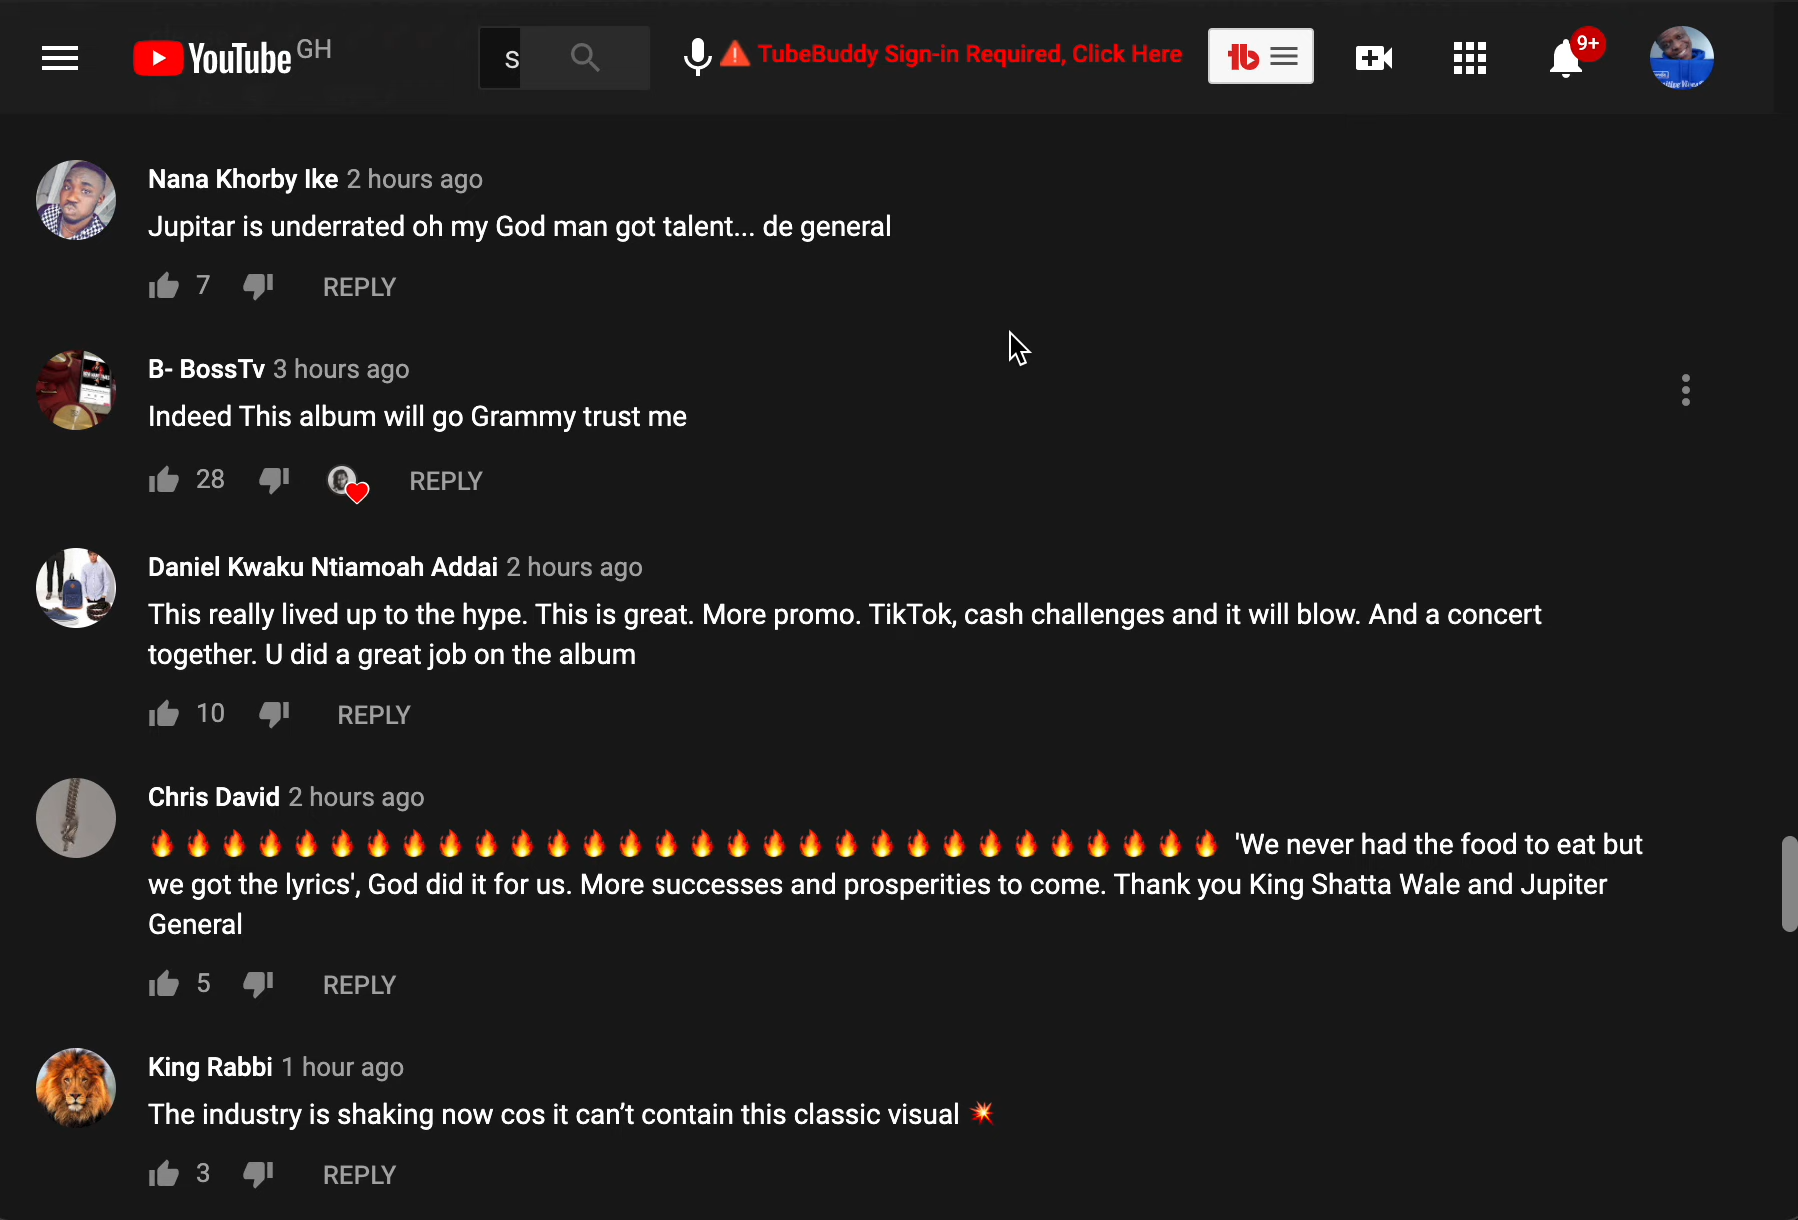 YouTube GH
s
TubeBuddy Sign-in Required, Click Here
tb
9+
Nana Khorby Ike 2 hours ago
Jupitar is underrated oh my God man got talent... de general
7 REPLY
B- BossTv 3 hours ago
Indeed This album will go Grammy trust me
28 REPLY
Daniel Kwaku Ntiamoah Addai 2 hours ago
This really lived up to the hype. This is great. More promo. TikTok, cash challenges and it will blow. And a concert
together. U did a great job on the album
10 REPLY
Chris David 2 hours ago
🔥🔥🔥🔥🔥🔥🔥🔥🔥🔥🔥🔥🔥🔥🔥🔥🔥🔥🔥🔥🔥🔥🔥🔥🔥🔥🔥🔥🔥🔥 'We never had the food to eat but
we got the lyrics', God did it for us. More successes and prosperities to come. Thank you King Shatta Wale and Jupiter
General
5 REPLY
King Rabbi 1 hour ago
The industry is shaking now cos it can’t contain this classic visual 💥
3 REPLY